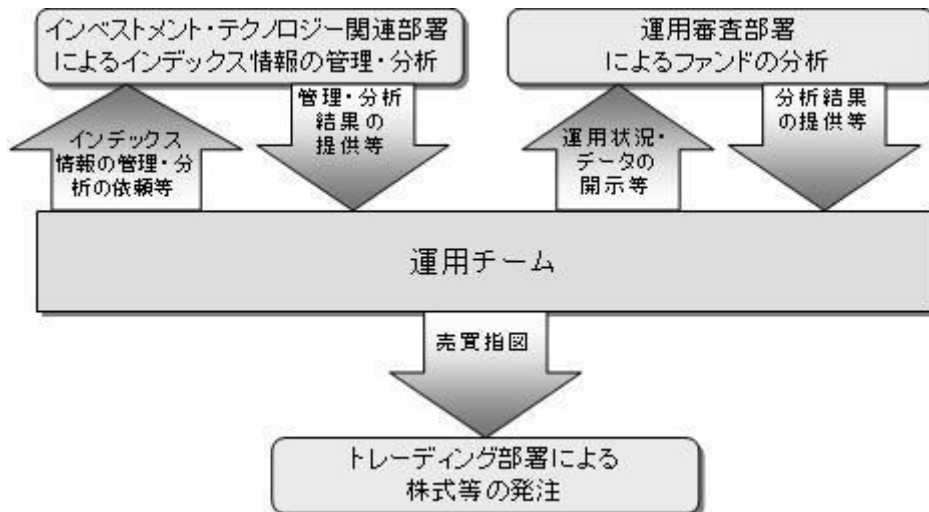 インベストメント・テクノロジー関連部署
によるインデックス情報の管理・分析
運用審査部署
によるファンドの分析
インデックス
情報の管理・分
析の依頼等
管理・分析
結果の
提供等
運用状況・
データの
開示等
分析結果
の提供等
運用チーム
売買指図
トレーディング部署による
株式等の発注